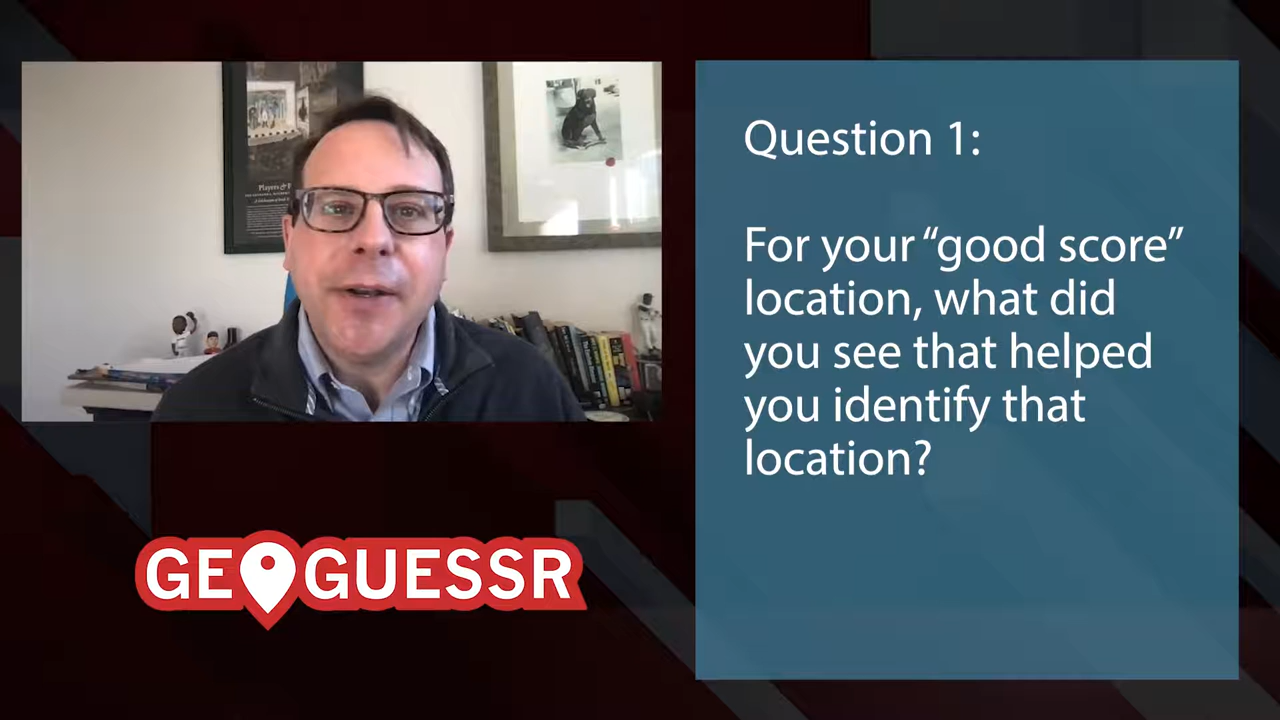 Players & P
Question 1:
For your “good score”
location, what did
you see that helped
you identify that
location?
GEOGUESSR